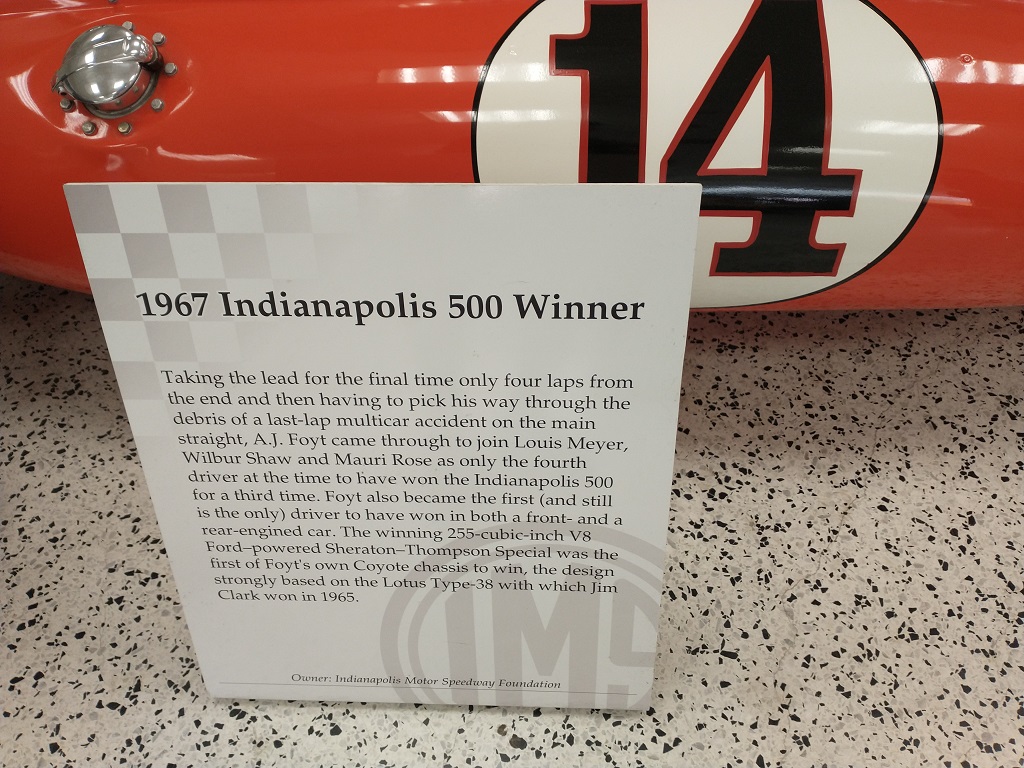 14
1967 Indianapolis 500 Winner
Taking the lead for the final time only four laps from
the end and then having to pick his way through the
debris of a last-lap multicar accident on the main
straight, A.J. Foyt came through to join Louis Meyer,
Wilbur Shaw and Mauri Rose as only the fourth
driver at the time to have won the Indianapolis 500
for a third time. Foyt also became the first (and still
is the only) driver to have won in both a front- and a
rear-engined car. The winning 255-cubic-inch V8
Ford–powered Sheraton–Thompson Special was the
first of Foyt's own Coyote chassis to win, the design
strongly based on the Lotus Type-38 with which Jim
Clark won in 1965.
IMS
Owner: Indianapolis Motor Speedway Foundation